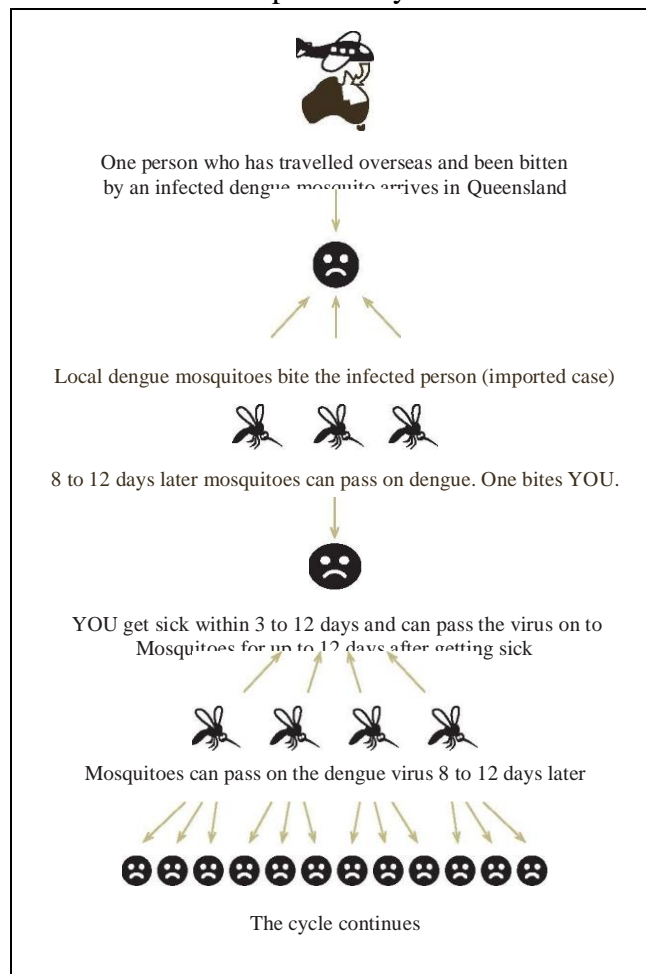 One person who has travelled overseas and been bitten
by an infected dengue mosquito arrives in Queensland
Local dengue mosquitoes bite the infected person (imported case)
8 to 12 days later mosquitoes can pass on dengue. One bites YOU.
YOU get sick within 3 to 12 days and can pass the virus on to
Mosquitoes for up to 12 days after getting sick
Mosquitoes can pass on the dengue virus 8 to 12 days later
The cycle continues